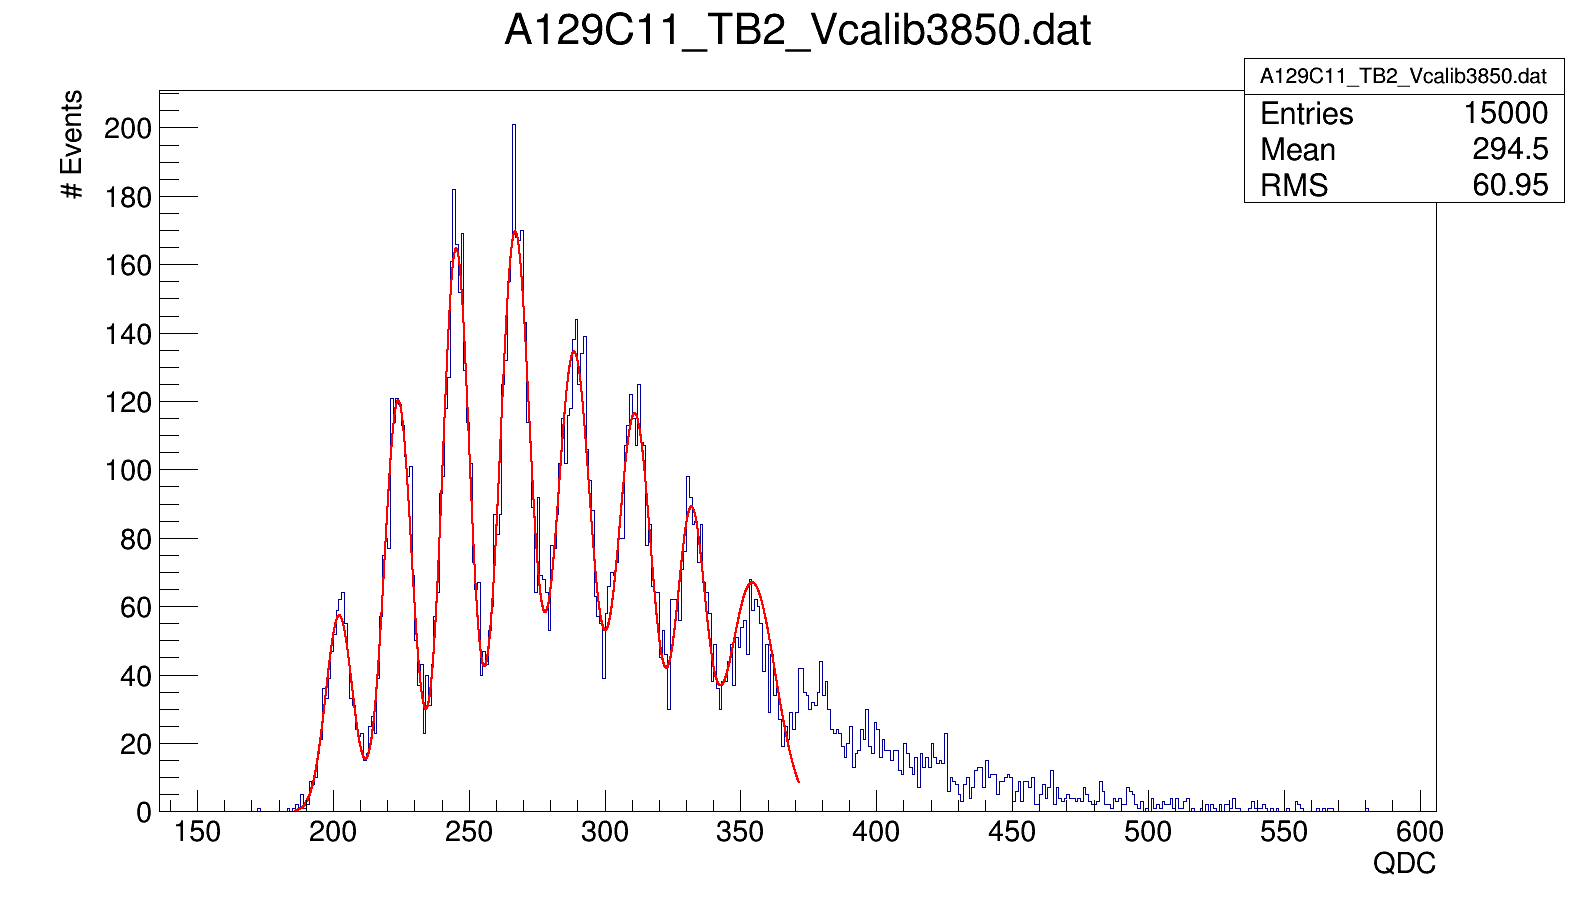 A129C11_TB2_Vcalib3850.dat
A129C11_TB2_Vcalib3850.dat
Entries 15000
Mean 294.5
RMS 60.95
# Events
200
180
160
140
120
100
80
60
40
20
0
150 200 250 300 350 400 450 500 550 600
QDC